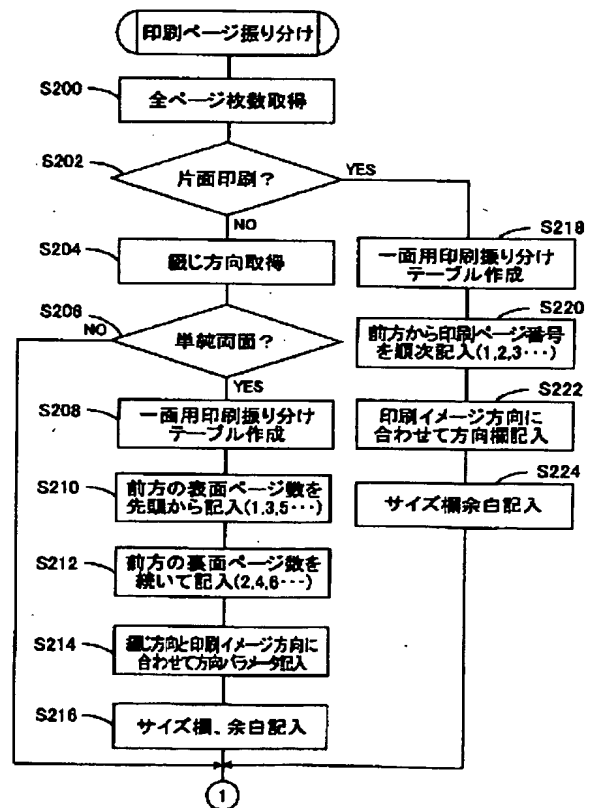 印刷ページ振り分け
S200
全ページ枚数取得
S202
片面印刷?
YES
NO
S204
綴じ方向取得
S206
NO
単純両面?
YES
S208
一面用印刷振り分け
テーブル作成
S210
前方の表面ページ数を
先頭から記入(1,3,5・・・)
S212
前方の裏面ページ数を
続いて記入(2,4,6・・・)
S214
綴じ方向と印刷イメージ方向に
合わせて方向パラメータ記入
S216
サイズ欄、余白記入
S218
一面用印刷振り分け
テーブル作成
S220
前方から印刷ページ番号
を順次記入(1,2,3・・・)
S222
印刷イメージ方向に
合わせて方向欄記入
S224
サイズ欄余白記入
1